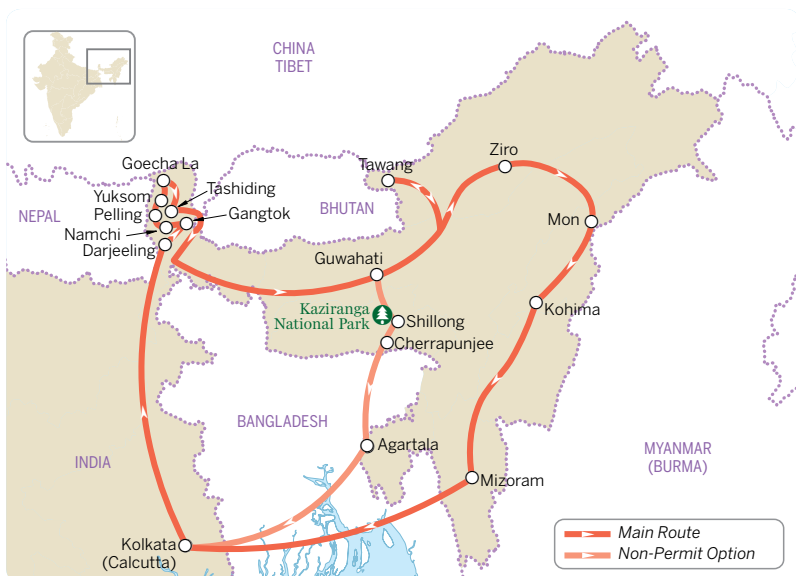 CHINA
TIBET
Goecha La
Tawang
Ziro
Yuksom
Tashiding
NEPAL
Pelling
Gangtok
BHUTAN
Mon
Namchi
Darjeeling
Guwahati
Kaziranga
National Park
Kohima
Shillong
Cherrapunjee
BANGLADESH
Agartala
MYANMAR
(BURMA)
INDIA
Mizoram
Kolkata
(Calcutta)
Main Route
Non-Permit Option